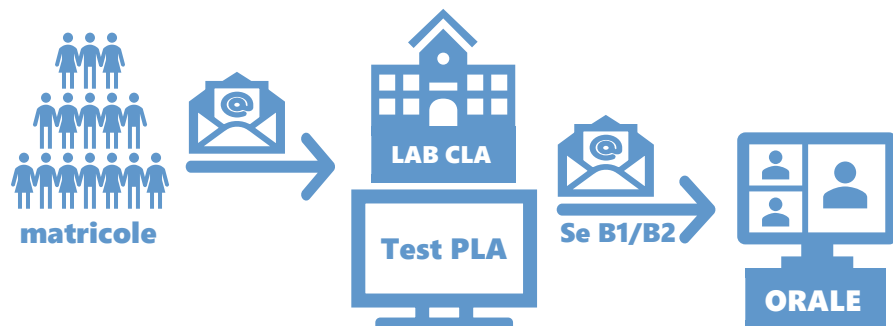 matricole
@
LAB CLA
Test PLA
@
Se B1/B2
ORALE